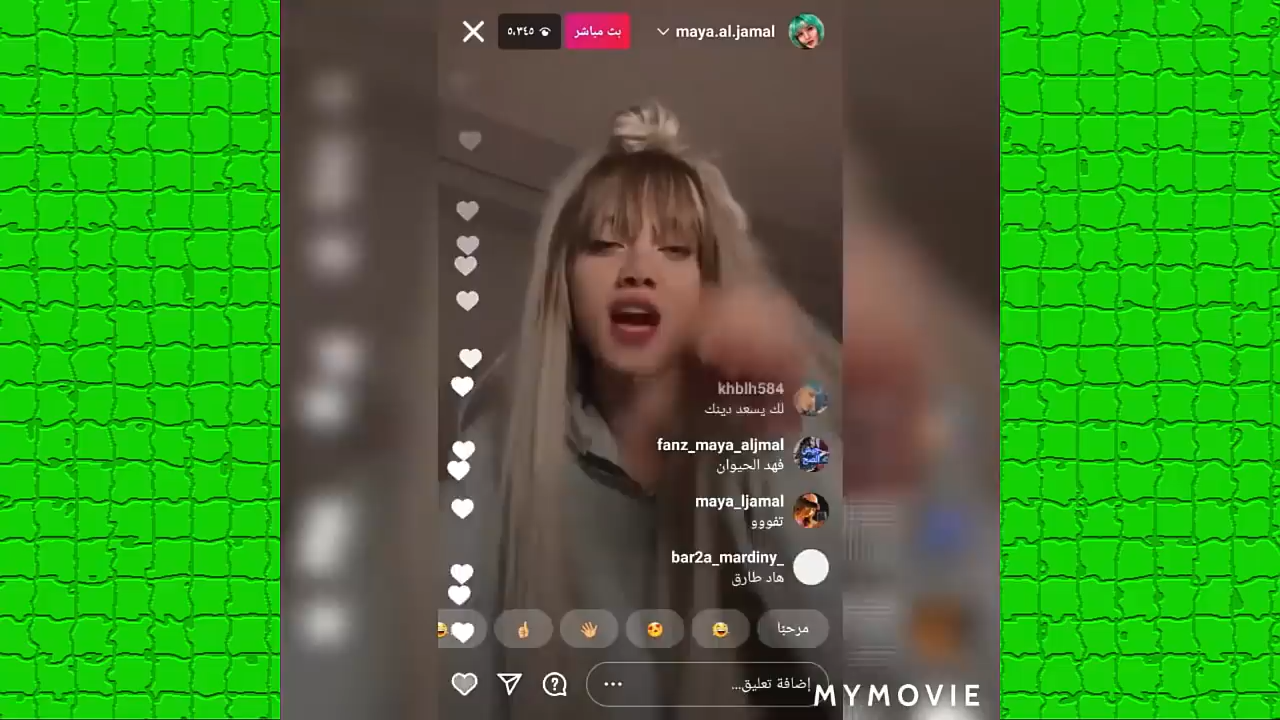 maya.al.jamal
بث مباشر
٥،٣٤٥
khblh584
لك يسعد دينك
fanz_maya_aljmal
فهد الحيوان
maya_ljamal
تفووو
bar2a_mardiny_
هاد طارق
مرحبًا
إضافة تعليق...
MYMOVIE